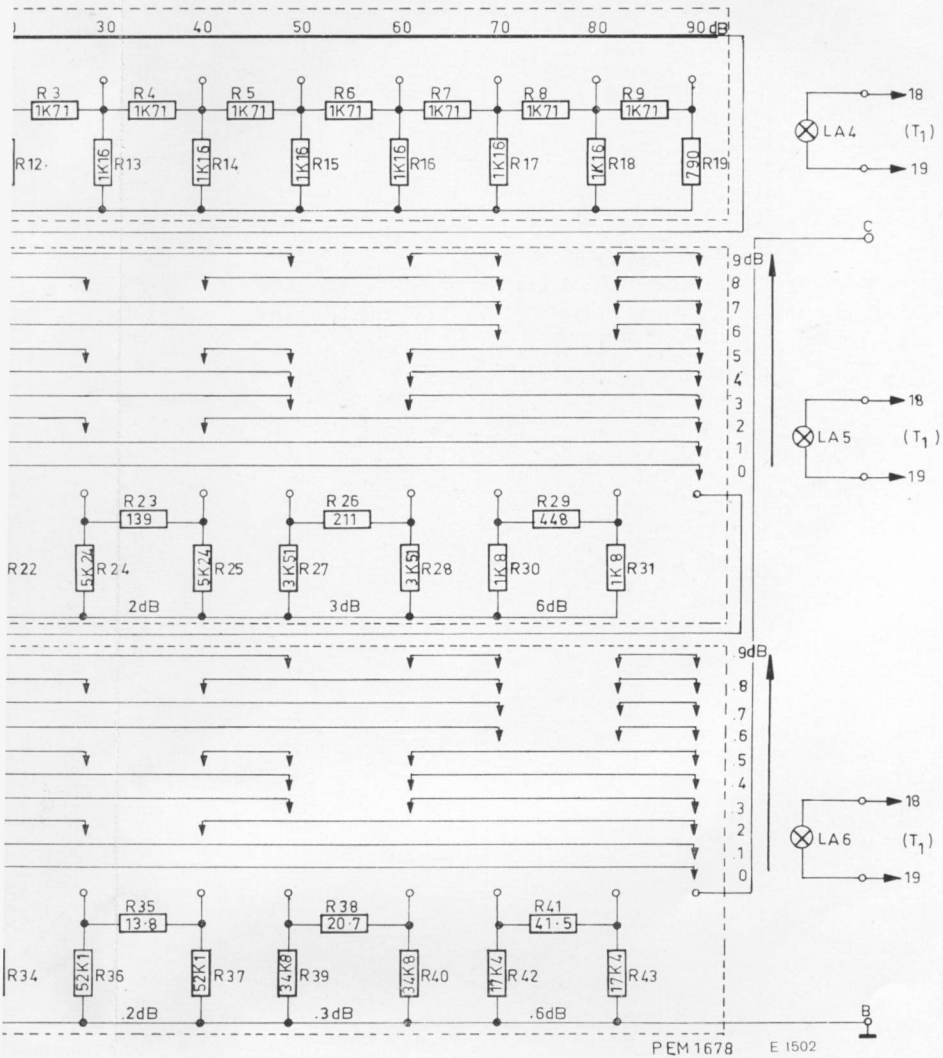 30 40 50 60 70 80 90 dB
R3 R4 R5 R6 R7 R8 R9
1K71 1K71 1K71 1K71 1K71 1K71 1K71
18
LA4 (T1)
19
R12. 1K16 R13 1K16 R14 1K16 R15 1K16 R16 1K16 R17 1K16 R18 790 R19
C
9dB
8
7
6
5
4
3
2
1
0
18
LA5 (T1)
19
R23 R26 R29
139 211 448
R22 5K24 R24 5K24 R25 3K51 R27 3K51 R28 1K8 R30 1K8 R31
2dB 3dB 6dB
.9dB
.8
.7
.6
.5
.4
.3
2
.1
0
18
LA6 (T1)
19
R35 R38 R41
13.8 20.7 41.5
R34 52K1 R36 52K1 R37 34K8 R39 34K8 R40 17K4 R42 17K4 R43
.2dB .3dB .6dB
B
PEM1678 E 1502